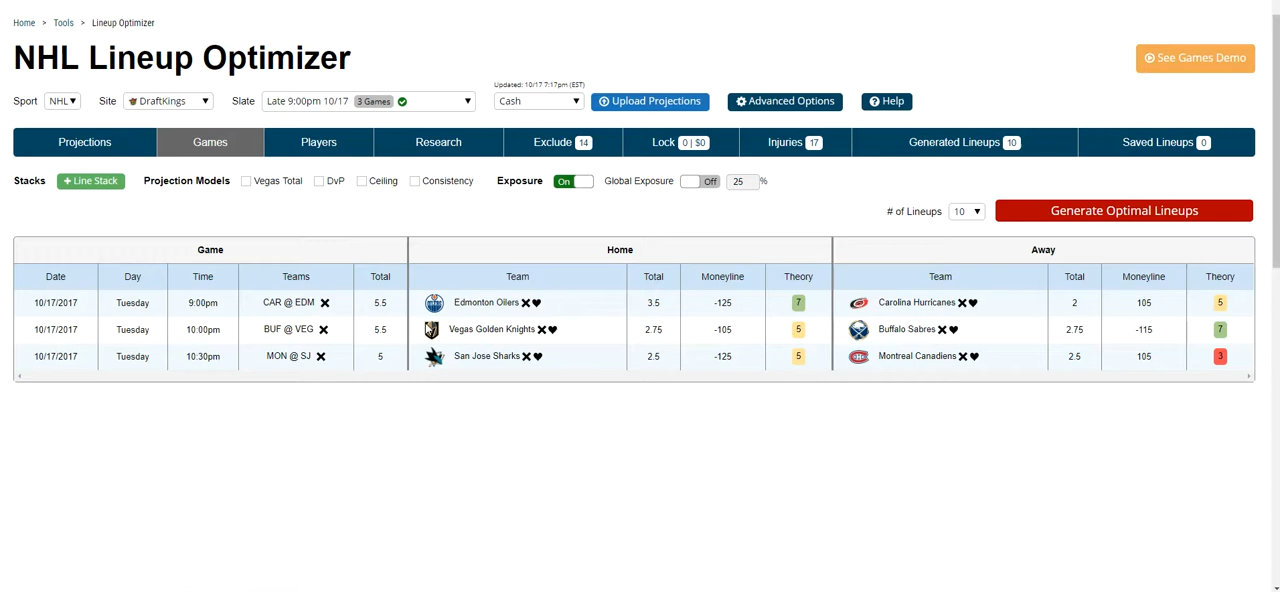 Home > Tools > Lineup Optimizer
NHL Lineup Optimizer
See Games Demo
Updated: 10/17 7:17pm (EST)
Sport NHL Site DraftKings Slate Late 9:00pm 10/17 3 Games Cash Upload Projections Advanced Options Help
Projections Games Players Research Exclude 14 Lock 0 | $0 Injuries 17 Generated Lineups 10 Saved Lineups 0
Stacks + Line Stack Projection Models Vegas Total DvP Ceiling Consistency Exposure On Global Exposure Off 25 %
# of Lineups 10 Generate Optimal Lineups
Game Home Away
Date Day Time Teams Total Team Total Moneyline Theory Team Total Moneyline Theory
10/17/2017 Tuesday 9:00pm CAR @ EDM 5.5 Edmonton Oilers 3.5 -125 7 Carolina Hurricanes 2 105 5
10/17/2017 Tuesday 10:00pm BUF @ VEG 5.5 Vegas Golden Knights 2.75 -105 5 Buffalo Sabres 2.75 -115 7
10/17/2017 Tuesday 10:30pm MON @ SJ 5 San Jose Sharks 2.5 -125 5 Montreal Canadiens 2.5 105 3